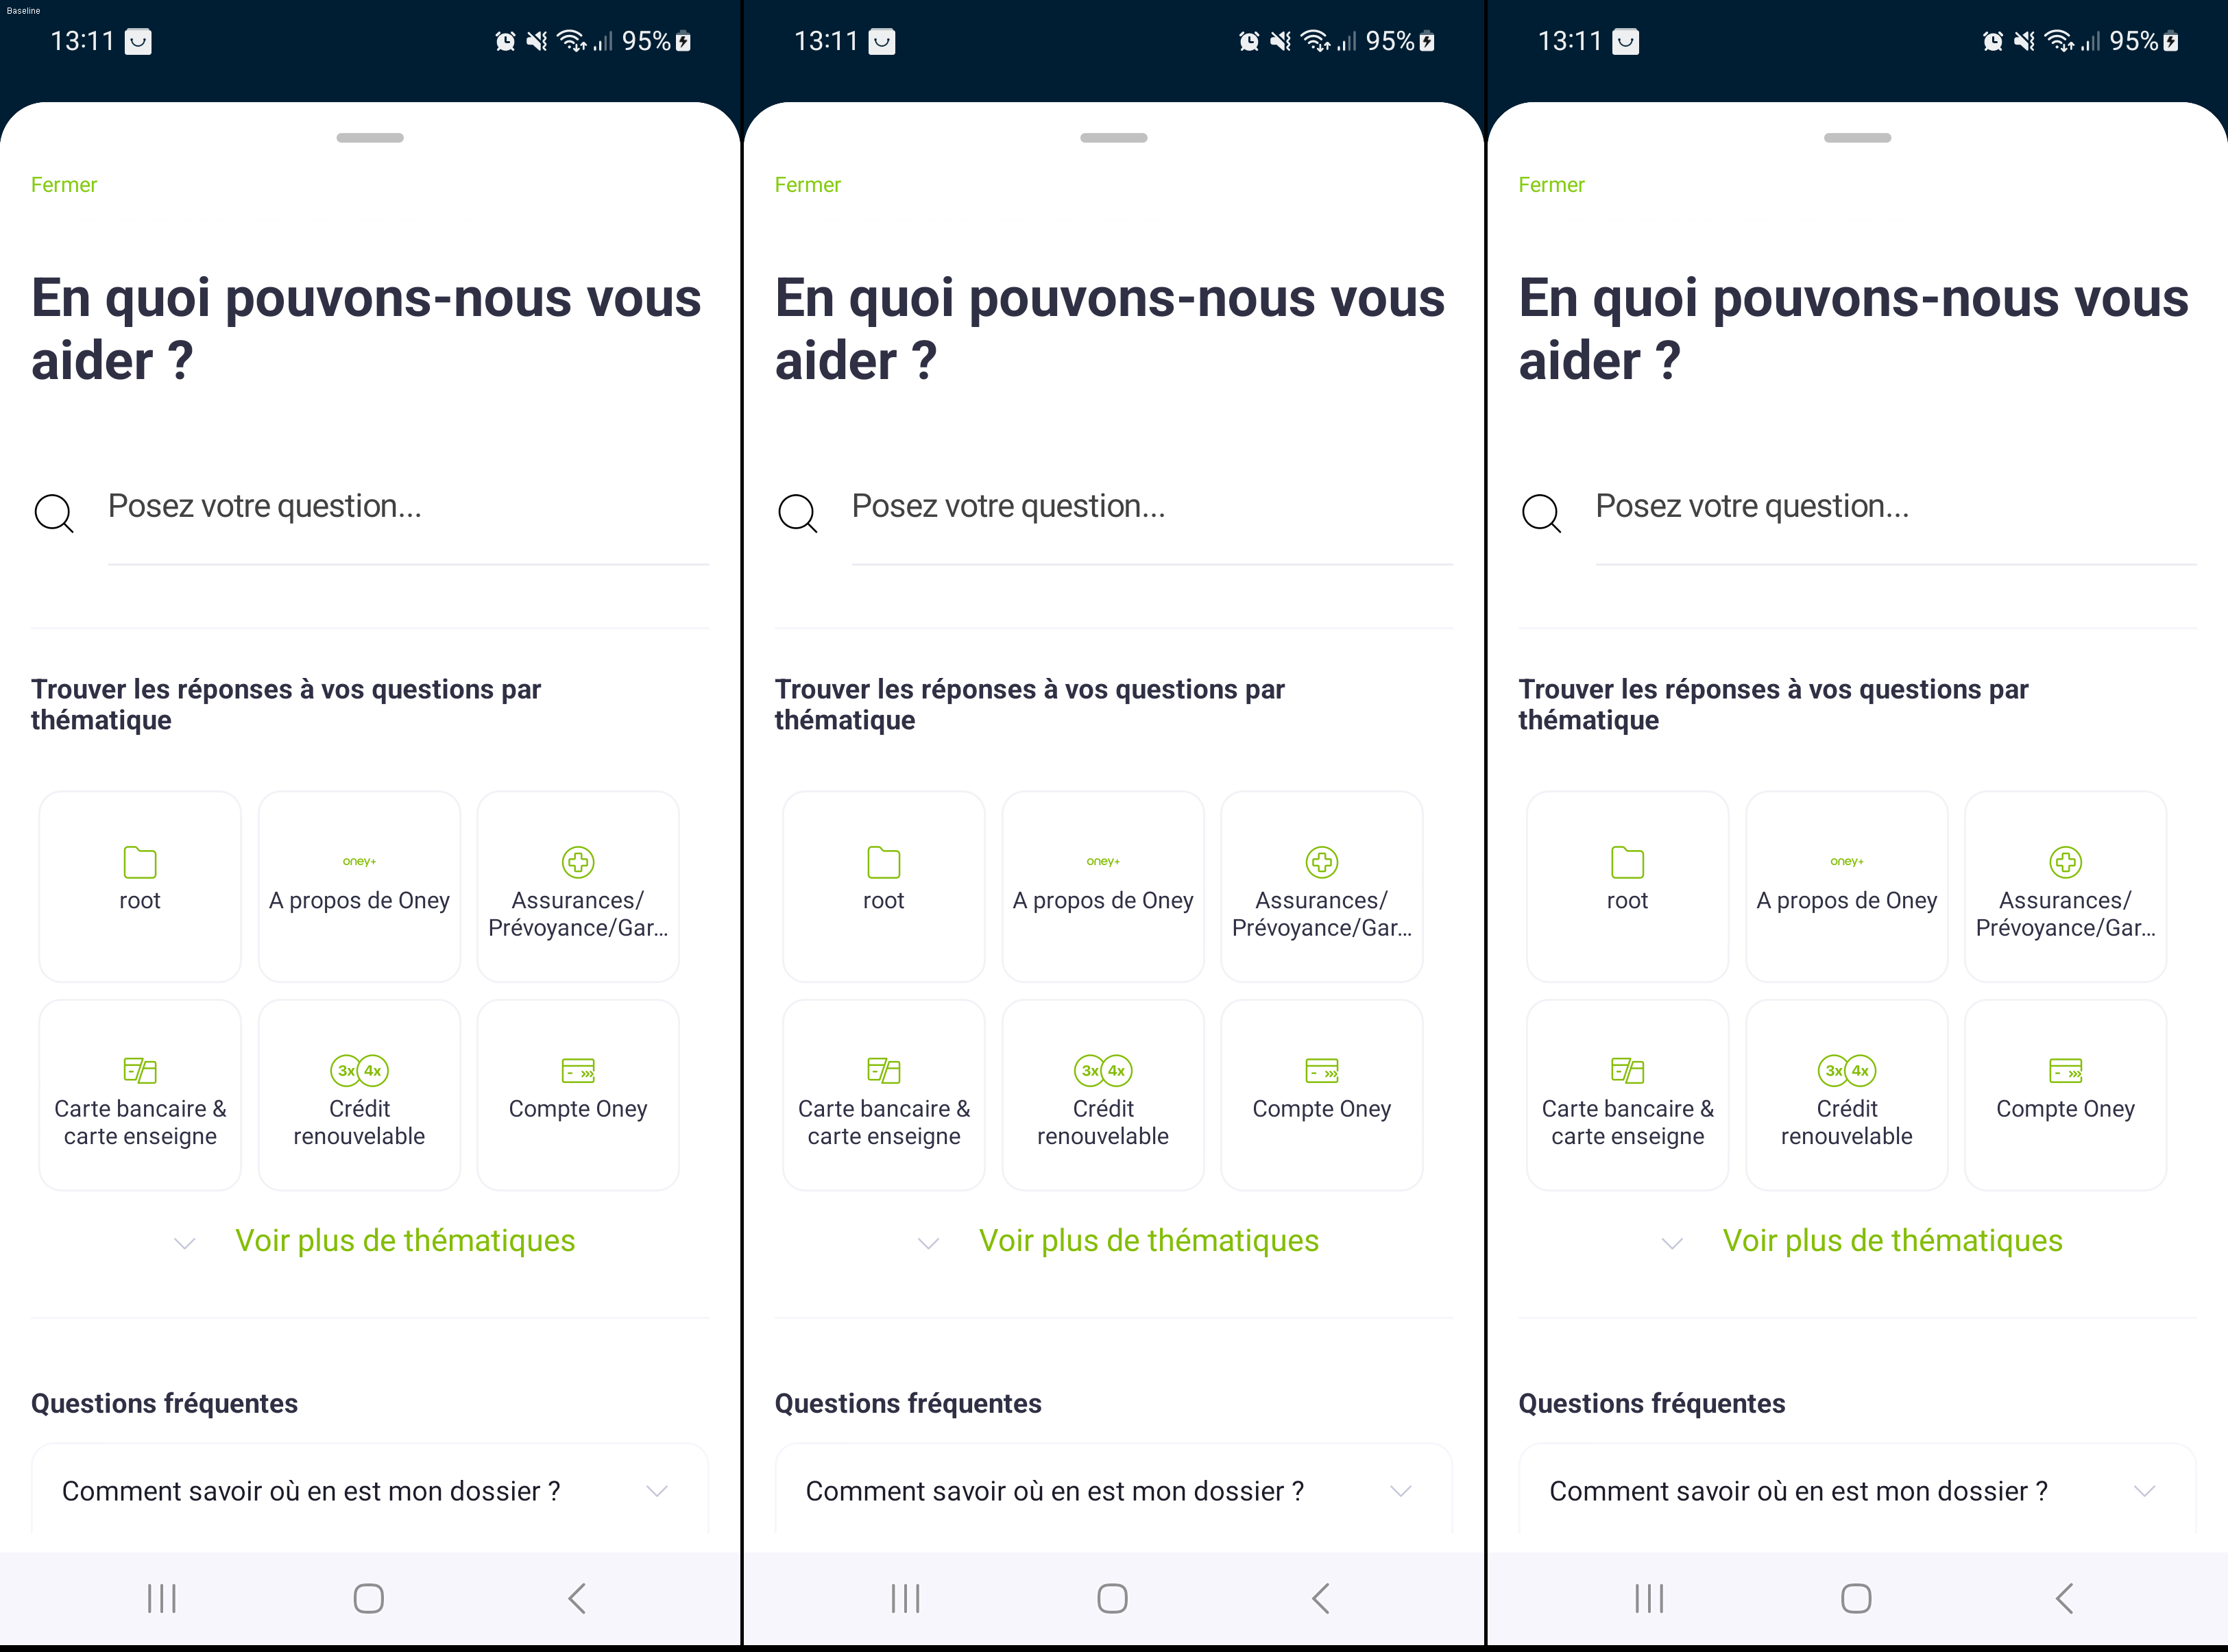 Baseline
13:11
95%
Fermer
En quoi pouvons-nous vous
aider ?
Posez votre question...
Trouver les réponses à vos questions par
thématique
root
oney+
A propos de Oney
Assurances/
Prévoyance/Gar...
Carte bancaire &
carte enseigne
3x 4x
Crédit
renouvelable
Compte Oney
Voir plus de thématiques
Questions fréquentes
Comment savoir où en est mon dossier ?
13:11
95%
Fermer
En quoi pouvons-nous vous
aider ?
Posez votre question...
Trouver les réponses à vos questions par
thématique
root
oney+
A propos de Oney
Assurances/
Prévoyance/Gar...
Carte bancaire &
carte enseigne
3x 4x
Crédit
renouvelable
Compte Oney
Voir plus de thématiques
Questions fréquentes
Comment savoir où en est mon dossier ?
13:11
95%
Fermer
En quoi pouvons-nous vous
aider ?
Posez votre question...
Trouver les réponses à vos questions par
thématique
root
oney+
A propos de Oney
Assurances/
Prévoyance/Gar...
Carte bancaire &
carte enseigne
3x 4x
Crédit
renouvelable
Compte Oney
Voir plus de thématiques
Questions fréquentes
Comment savoir où en est mon dossier ?